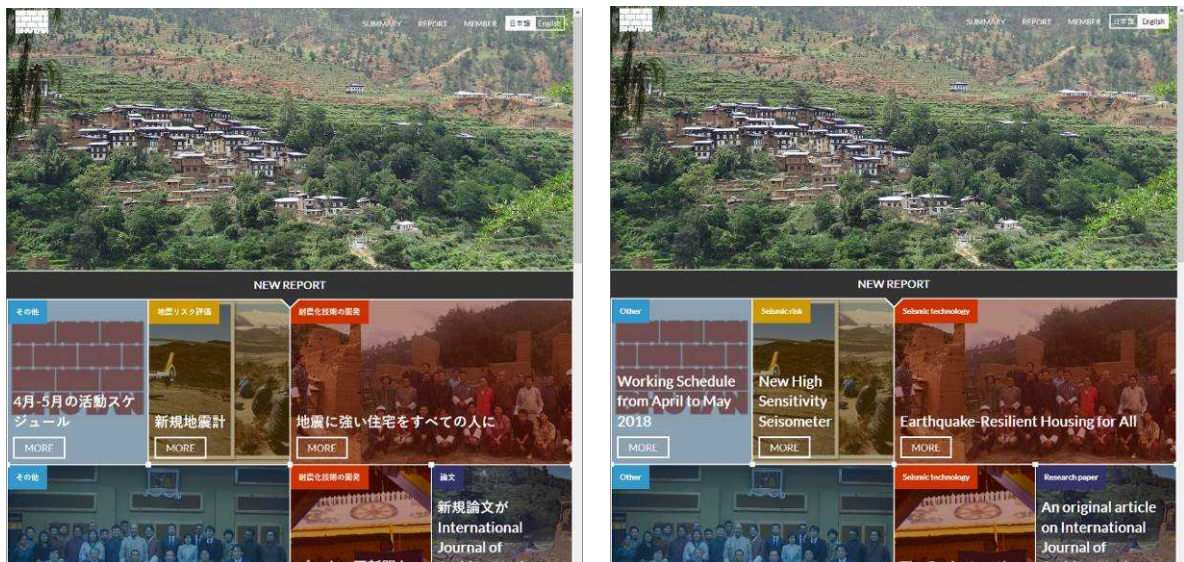 SUMMARY REPORT MEMBER 日本語 English
NEW REPORT
その他
4月-5月の活動スケ
ジュール
MORE
地震リスク評価
新規地震計
MORE
耐震化技術の開発
地震に強い住宅をすべての人に
MORE
その他
耐震化技術の開発
論文
新規論文が
International
Journal of
SUMMARY REPORT MEMBER 日本語 English
NEW REPORT
Other
Working Schedule
from April to May
2018
MORE
Seismic risk
New High
Sensitivity
Seisometer
MORE
Seismic technology
Earthquake-Resilient Housing for All
MORE
Other
Seismic technology
Research paper
An original article
on International
Journal of